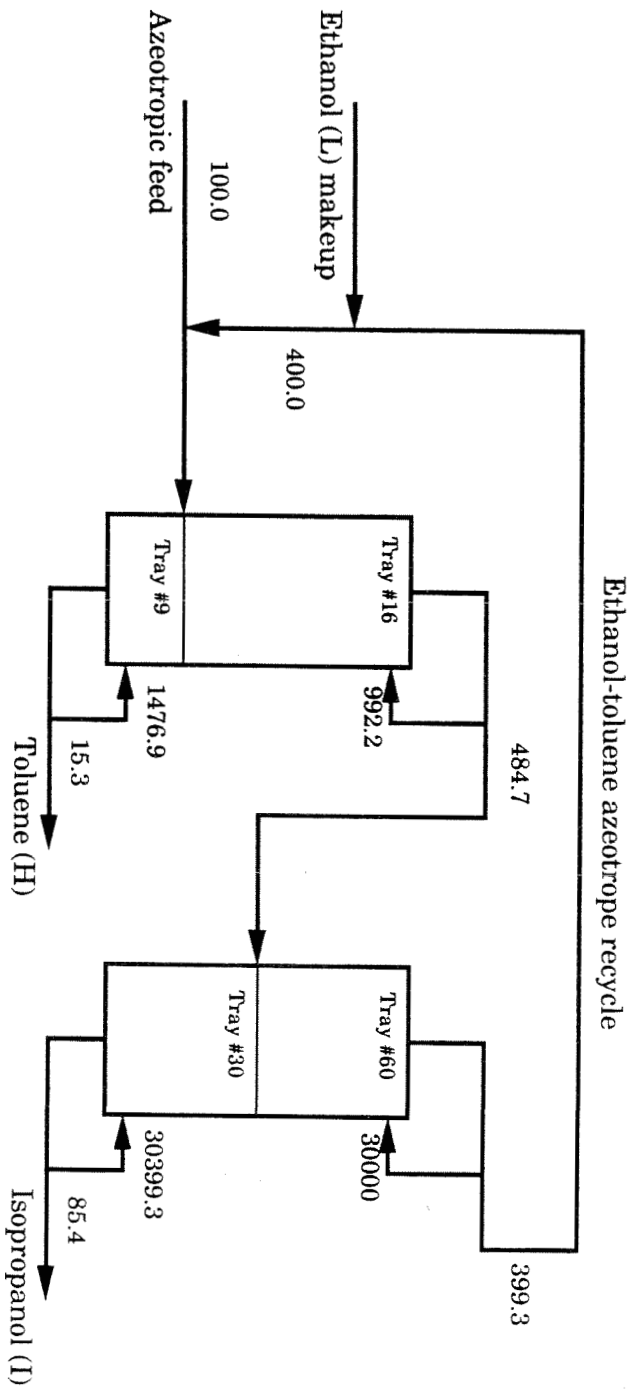 Ethanol-toluene azeotrope recycle
Ethanol (L) makeup
400.0
Azeotropic feed
100.0
Tray #16
Tray #9
992.2
484.7
1476.9
15.3
Toluene (H)
Tray #60
Tray #30
30000
399.3
30399.3
85.4
Isopropanol (I)